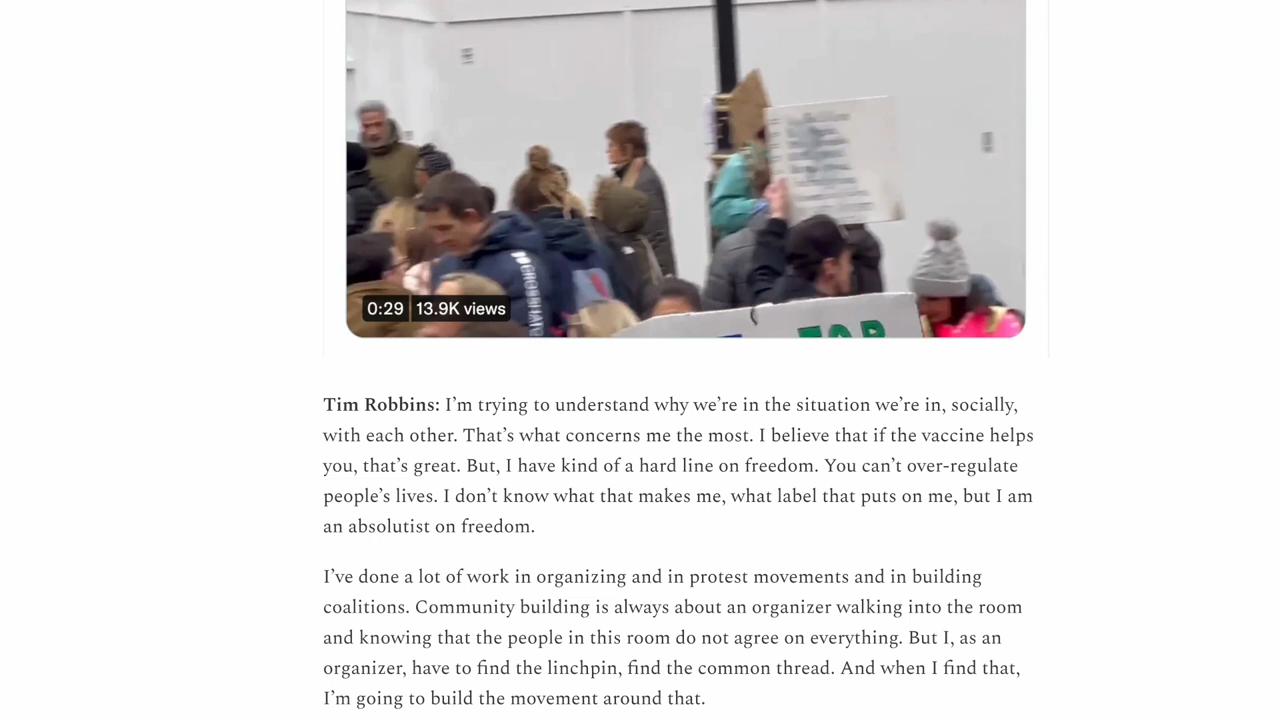 FOR
0:29 13.9K views
Tim Robbins: I’m trying to understand why we’re in the situation we’re in, socially,
with each other. That’s what concerns me the most. I believe that if the vaccine helps
you, that’s great. But, I have kind of a hard line on freedom. You can’t over-regulate
people’s lives. I don’t know what that makes me, what label that puts on me, but I am
an absolutist on freedom.
I’ve done a lot of work in organizing and in protest movements and in building
coalitions. Community building is always about an organizer walking into the room
and knowing that the people in this room do not agree on everything. But I, as an
organizer, have to find the linchpin, find the common thread. And when I find that,
I’m going to build the movement around that.